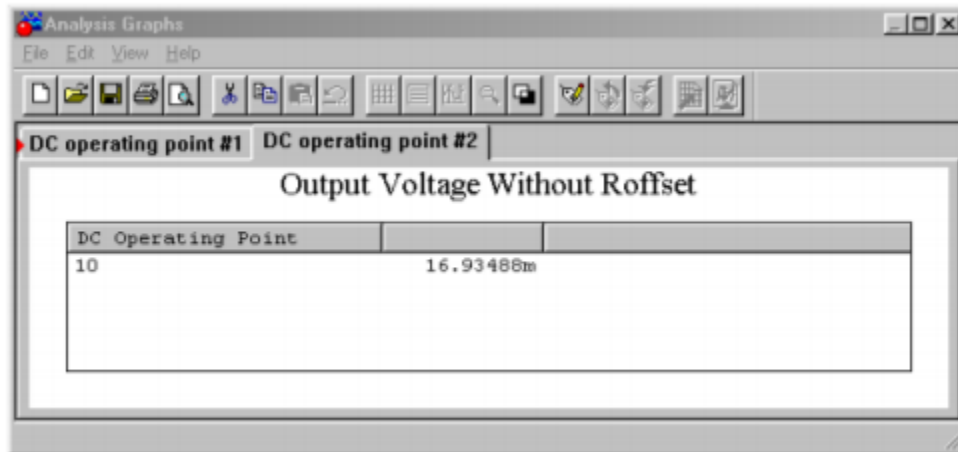 Analysis Graphs
File Edit View Help
DC operating point #1 DC operating point #2
Output Voltage Without Roffset
DC Operating Point
10 16.93488m